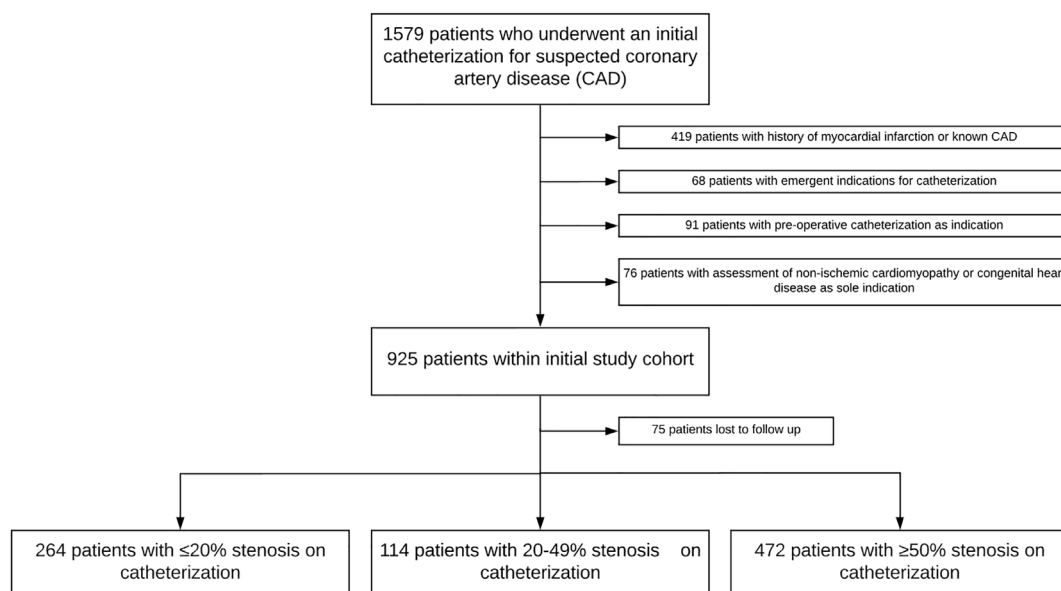 1579 patients who underwent an initial
catheterization for suspected coronary
artery disease (CAD)
419 patients with history of myocardial infarction or known CAD
68 patients with emergent indications for catheterization
91 patients with pre-operative catheterization as indication
76 patients with assessment of non-ischemic cardiomyopathy or congenital hear
disease as sole indication
925 patients within initial study cohort
75 patients lost to follow up
264 patients with ≤20% stenosis on
catheterization
114 patients with 20-49% stenosis on
catheterization
472 patients with ≥50% stenosis on
catheterization